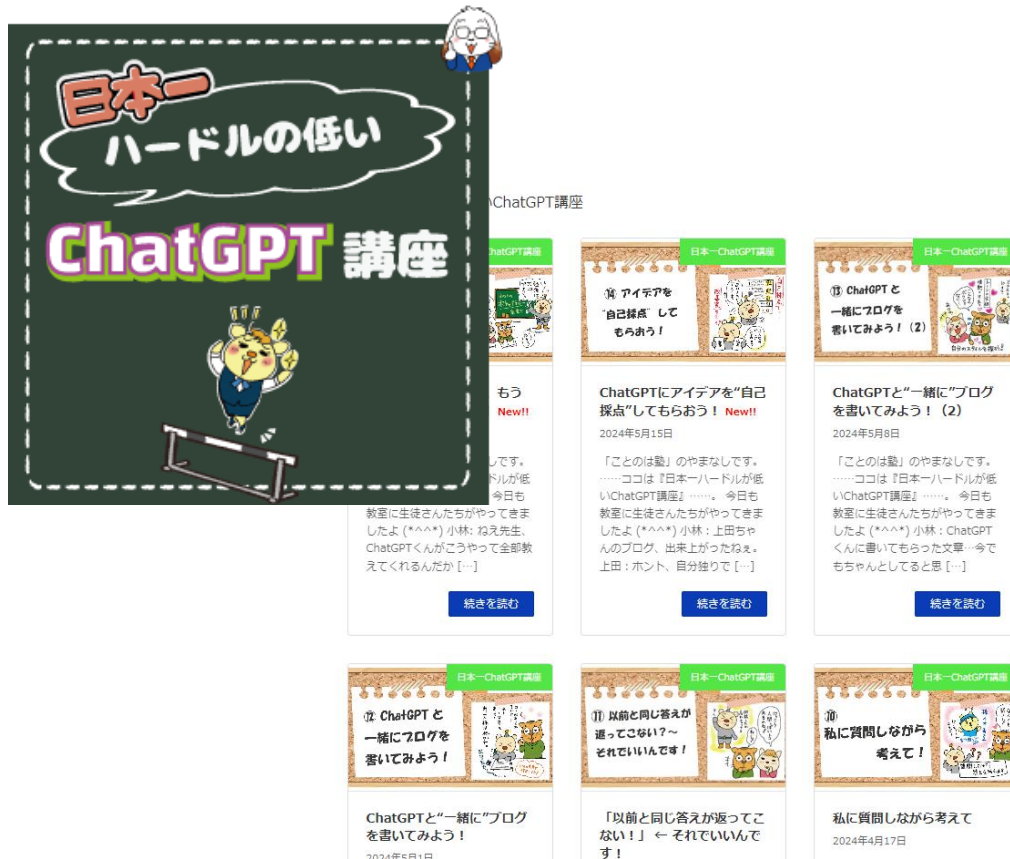 日本一
ハードルの低い
ChatGPT 講座
いChatGPT講座
ChatGPT講座
もう
New!!
しです。
ドルが低
今日も
教室に生徒さんたちがやってきま
したよ (*^^*) 小林: ねえ先生、
ChatGPTくんがこうやって全部教
えてくれるんだか […]
続きを読む
日本一ChatGPT講座
⑭ アイデアを
“自己採点”して
もらおう！
ChatGPTにアイデアを“自己
採点”してもらおう！ New!!
2024年5月15日
「ことのは塾」のやまなしです。
……ココは『日本一ハードルが低
いChatGPT講座』……。 今日も
教室に生徒さんたちがやってきま
したよ (*^^*) 小林：上田ちゃ
んのブログ、出来上がったねぇ。
上田：ホント、自分独りで […]
続きを読む
日本一ChatGPT講座
⑬ ChatGPT と
一緒にブログを
書いてみよう！（2）
ChatGPTと“一緒に”ブログ
を書いてみよう！（2）
2024年5月8日
「ことのは塾」のやまなしです。
……ココは『日本一ハードルが低
いChatGPT講座』……。 今日も
教室に生徒さんたちがやってきま
したよ (*^^*) 小林：ChatGPT
くんに書いてもらった文章…今で
もちゃんとしてると思 […]
続きを読む
日本一ChatGPT講座
⑫ ChatGPT と
一緒にブログを
書いてみよう！
ChatGPTと“一緒に”ブログ
を書いてみよう！
2024年5月1日
日本一ChatGPT講座
⑪ 以前と同じ答えが
返ってこない？～
それでいいんです！
「以前と同じ答えが返ってこ
ない！」 ← それでいいんで
す！
日本一ChatGPT講座
⑩
私に質問しながら
考えて！
私に質問しながら考えて
2024年4月17日